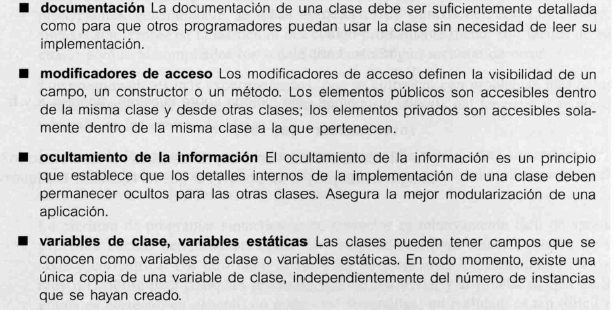 ■ documentación La documentación de una clase debe ser suficientemente detallada
como para que otros programadores puedan usar la clase sin necesidad de leer su
implementación.
■ modificadores de acceso Los modificadores de acceso definen la visibilidad de un
campo, un constructor o un método. Los elementos públicos son accesibles dentro
de la misma clase y desde otras clases; los elementos privados son accesibles sola-
mente dentro de la misma clase a la que pertenecen.
■ ocultamiento de la información El ocultamiento de la información es un principio
que establece que los detalles internos de la implementación de una clase deben
permanecer ocultos para las otras clases. Asegura la mejor modularización de una
aplicación.
■ variables de clase, variables estáticas Las clases pueden tener campos que se
conocen como variables de clase o variables estáticas. En todo momento, existe una
única copia de una variable de clase, independientemente del número de instancias
que se hayan creado.